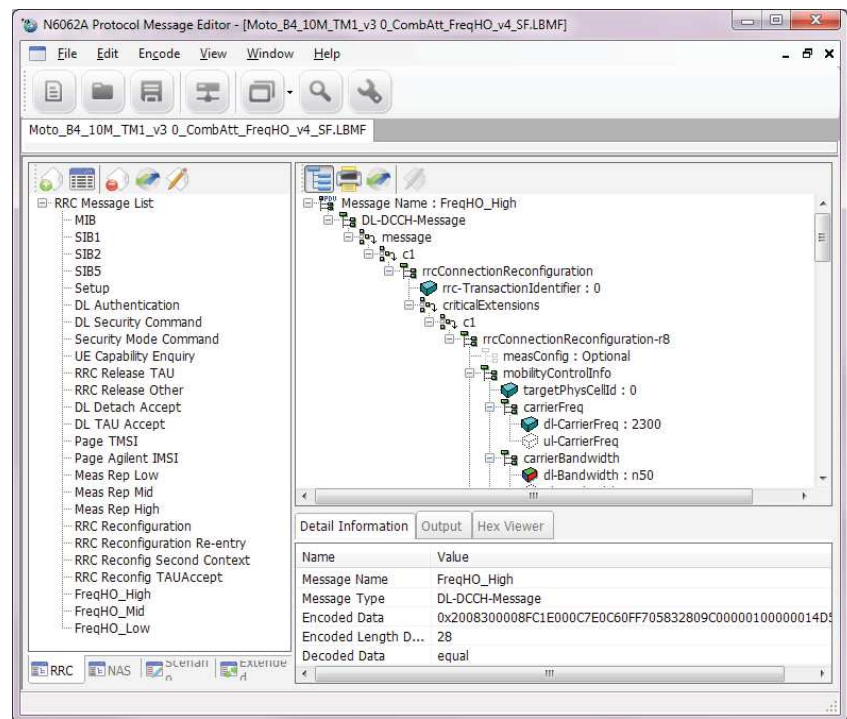 N6062A Protocol Message Editor - [Moto_B4_10M_TM1_v3 0_CombAtt_FreqHO_v4_SF.LBMF]
File Edit Encode View Window Help
Moto_B4_10M_TM1_v3 0_CombAtt_FreqHO_v4_SF.LBMF
RRC Message List
MIB
SIB1
SIB2
SIB5
Setup
DL Authentication
DL Security Command
Security Mode Command
UE Capability Enquiry
RRC Release TAU
RRC Release Other
DL Detach Accept
DL TAU Accept
Page TMSI
Page Agilent IMSI
Meas Rep Low
Meas Rep Mid
Meas Rep High
RRC Reconfiguration
RRC Reconfiguration Re-entry
RRC Reconfig Second Context
RRC Reconfig TAUAccept
FreqHO_High
FreqHO_Mid
FreqHO_Low
RRC NAS Scenario Extended
PDU Message Name : FreqHO_High
DL-DCCH-Message
message
c1
rrcConnectionReconfiguration
rrc-TransactionIdentifier : 0
criticalExtensions
c1
rrcConnectionReconfiguration-r8
measConfig : Optional
mobilityControlInfo
targetPhysCellId : 0
carrierFreq
dl-CarrierFreq : 2300
ul-CarrierFreq
carrierBandwidth
dl-Bandwidth : n50
Detail Information Output Hex Viewer
Name Value
Message Name FreqHO_High
Message Type DL-DCCH-Message
Encoded Data 0x2008300008FC1E000C7E0C60FF705832809C00000100000014D5
Encoded Length D... 28
Decoded Data equal